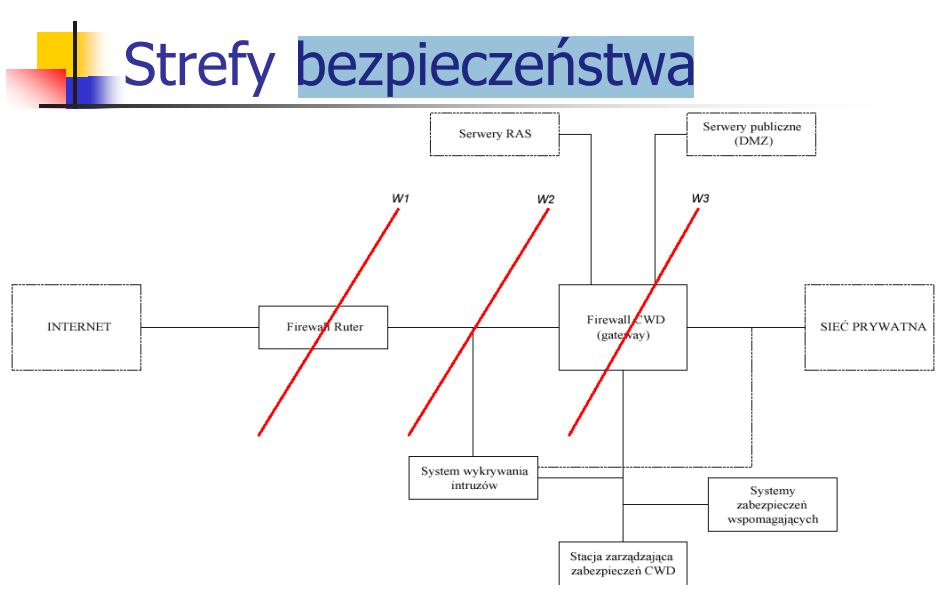 Strefy bezpieczeństwa
Serwery RAS
Serwery publiczne
(DMZ)
W1
W2
W3
INTERNET
Firewall Ruter
Firewall CWD
(gateway)
SIEĆ PRYWATNA
System wykrywania
intruzów
Systemy
zabezpieczeń
wspomagających
Stacja zarządzająca
zabezpieczeń CWD